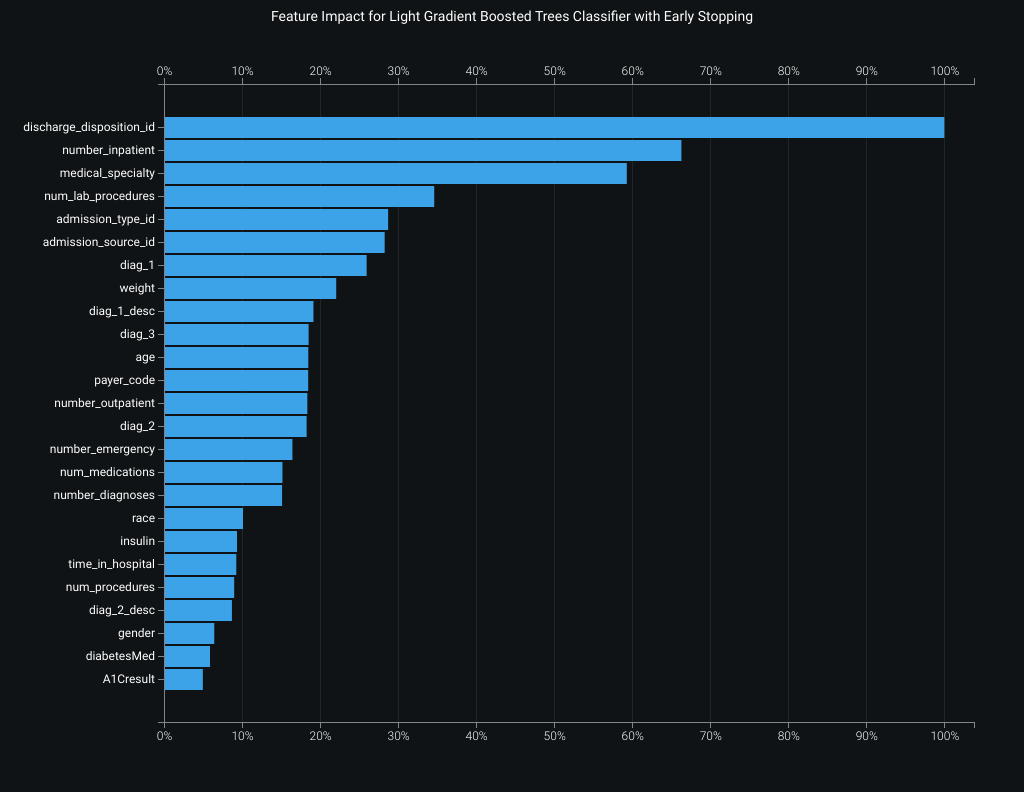 Feature Impact for Light Gradient Boosted Trees Classifier with Early Stopping
0% 10% 20% 30% 40% 50% 60% 70% 80% 90% 100%
discharge_disposition_id
number_inpatient
medical_specialty
num_lab_procedures
admission_type_id
admission_source_id
diag_1
weight
diag_1_desc
diag_3
age
payer_code
number_outpatient
diag_2
number_emergency
num_medications
number_diagnoses
race
insulin
time_in_hospital
num_procedures
diag_2_desc
gender
diabetesMed
A1Cresult
0% 10% 20% 30% 40% 50% 60% 70% 80% 90% 100%